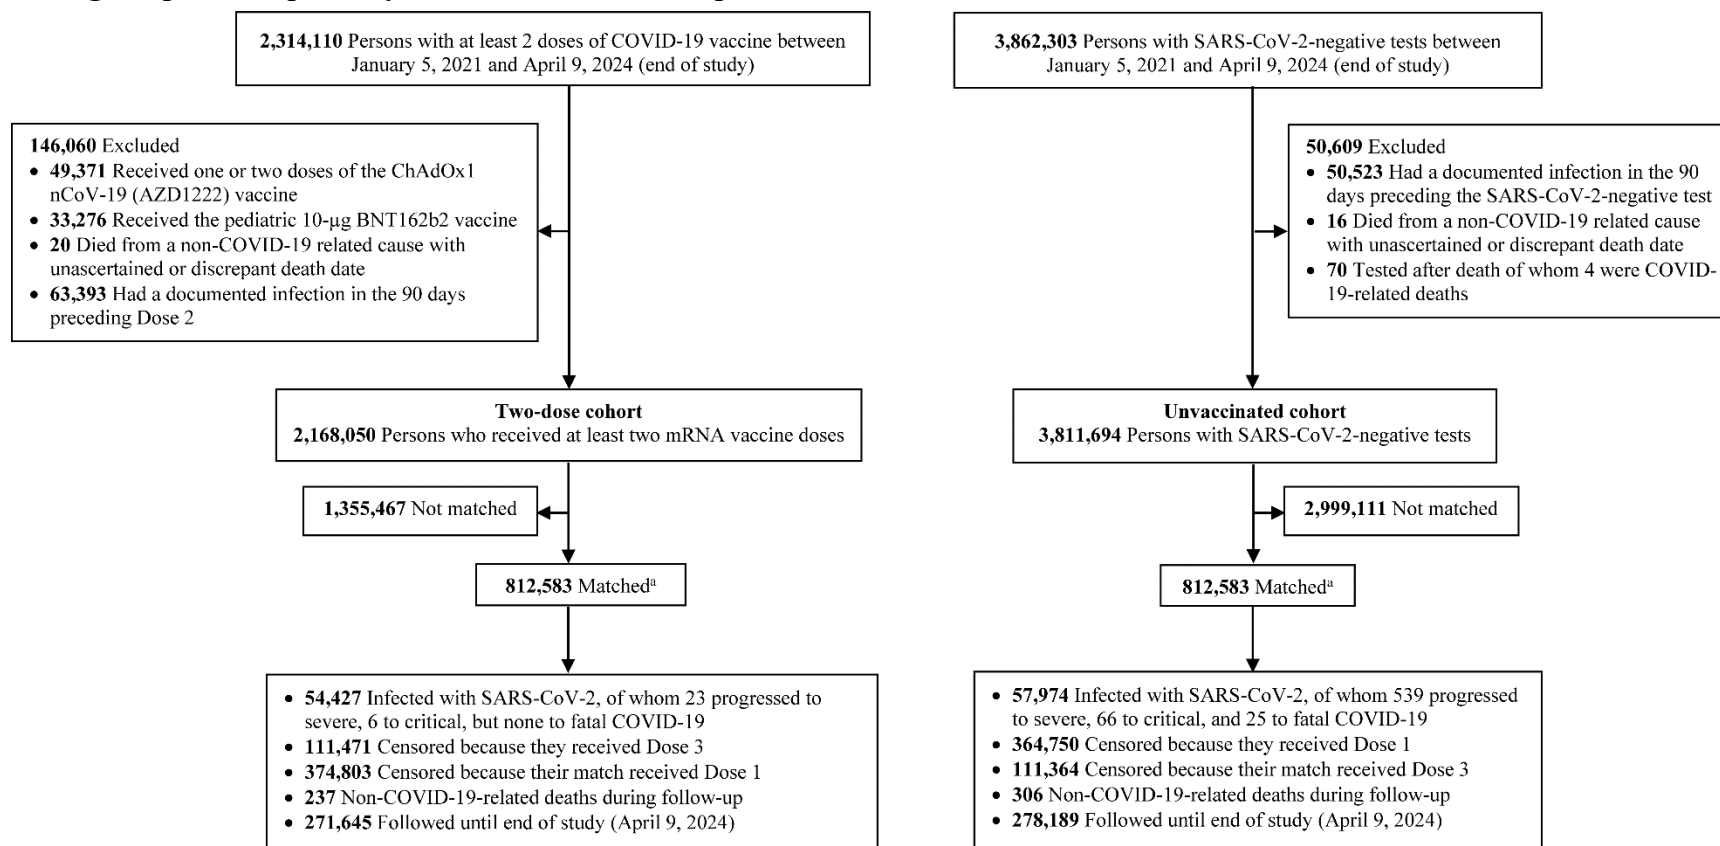 2,314,110 Persons with at least 2 doses of COVID-19 vaccine between
January 5, 2021 and April 9, 2024 (end of study)
146,060 Excluded
• 49,371 Received one or two doses of the ChAdOx1
nCoV-19 (AZD1222) vaccine
• 33,276 Received the pediatric 10-µg BNT162b2 vaccine
• 20 Died from a non-COVID-19 related cause with
unascertained or discrepant death date
• 63,393 Had a documented infection in the 90 days
preceding Dose 2
Two-dose cohort
2,168,050 Persons who received at least two mRNA vaccine doses
1,355,467 Not matched
812,583 Matchedᵃ
• 54,427 Infected with SARS-CoV-2, of whom 23 progressed to
severe, 6 to critical, but none to fatal COVID-19
• 111,471 Censored because they received Dose 3
• 374,803 Censored because their match received Dose 1
• 237 Non-COVID-19-related deaths during follow-up
• 271,645 Followed until end of study (April 9, 2024)
3,862,303 Persons with SARS-CoV-2-negative tests between
January 5, 2021 and April 9, 2024 (end of study)
50,609 Excluded
• 50,523 Had a documented infection in the 90
days preceding the SARS-CoV-2-negative test
• 16 Died from a non-COVID-19 related cause
with unascertained or discrepant death date
• 70 Tested after death of whom 4 were COVID-
19-related deaths
Unvaccinated cohort
3,811,694 Persons with SARS-CoV-2-negative tests
2,999,111 Not matched
812,583 Matchedᵃ
• 57,974 Infected with SARS-CoV-2, of whom 539 progressed
to severe, 66 to critical, and 25 to fatal COVID-19
• 364,750 Censored because they received Dose 1
• 111,364 Censored because their match received Dose 3
• 306 Non-COVID-19-related deaths during follow-up
• 278,189 Followed until end of study (April 9, 2024)